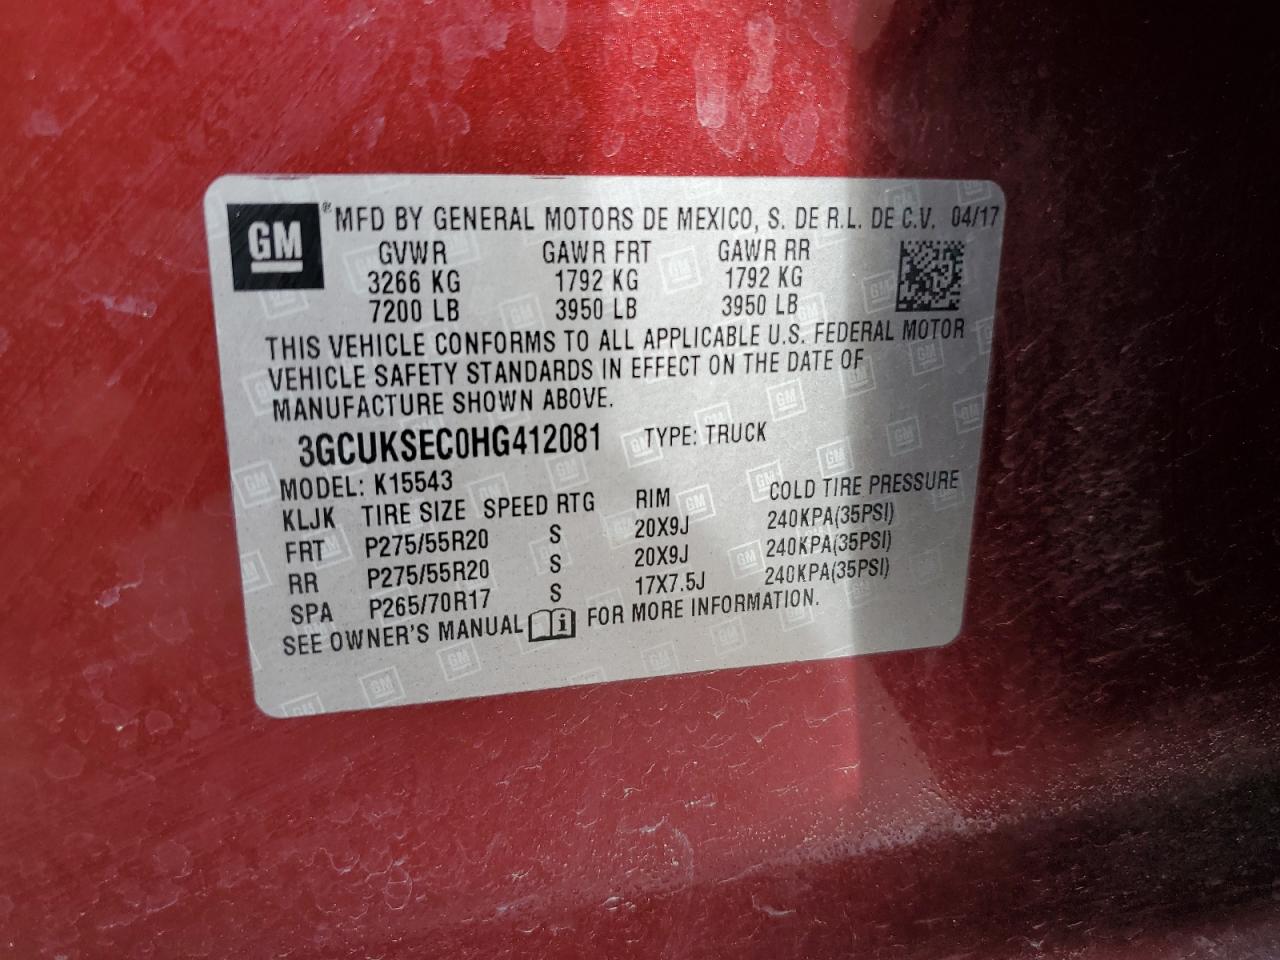 GM ® MFD BY GENERAL MOTORS DE MEXICO, S. DE R.L. DE C.V. 04/17
GVWR GAWR FRT GAWR RR
3266 KG 1792 KG 1792 KG
7200 LB 3950 LB 3950 LB
THIS VEHICLE CONFORMS TO ALL APPLICABLE U.S. FEDERAL MOTOR
VEHICLE SAFETY STANDARDS IN EFFECT ON THE DATE OF
MANUFACTURE SHOWN ABOVE.
3GCUKSEC0HG412081 TYPE: TRUCK
MODEL: K15543
KLJK TIRE SIZE SPEED RTG RIM COLD TIRE PRESSURE
FRT P275/55R20 S 20X9J 240KPA(35PSI)
RR P275/55R20 S 20X9J 240KPA(35PSI)
SPA P265/70R17 S 17X7.5J 240KPA(35PSI)
SEE OWNER'S MANUAL i FOR MORE INFORMATION.